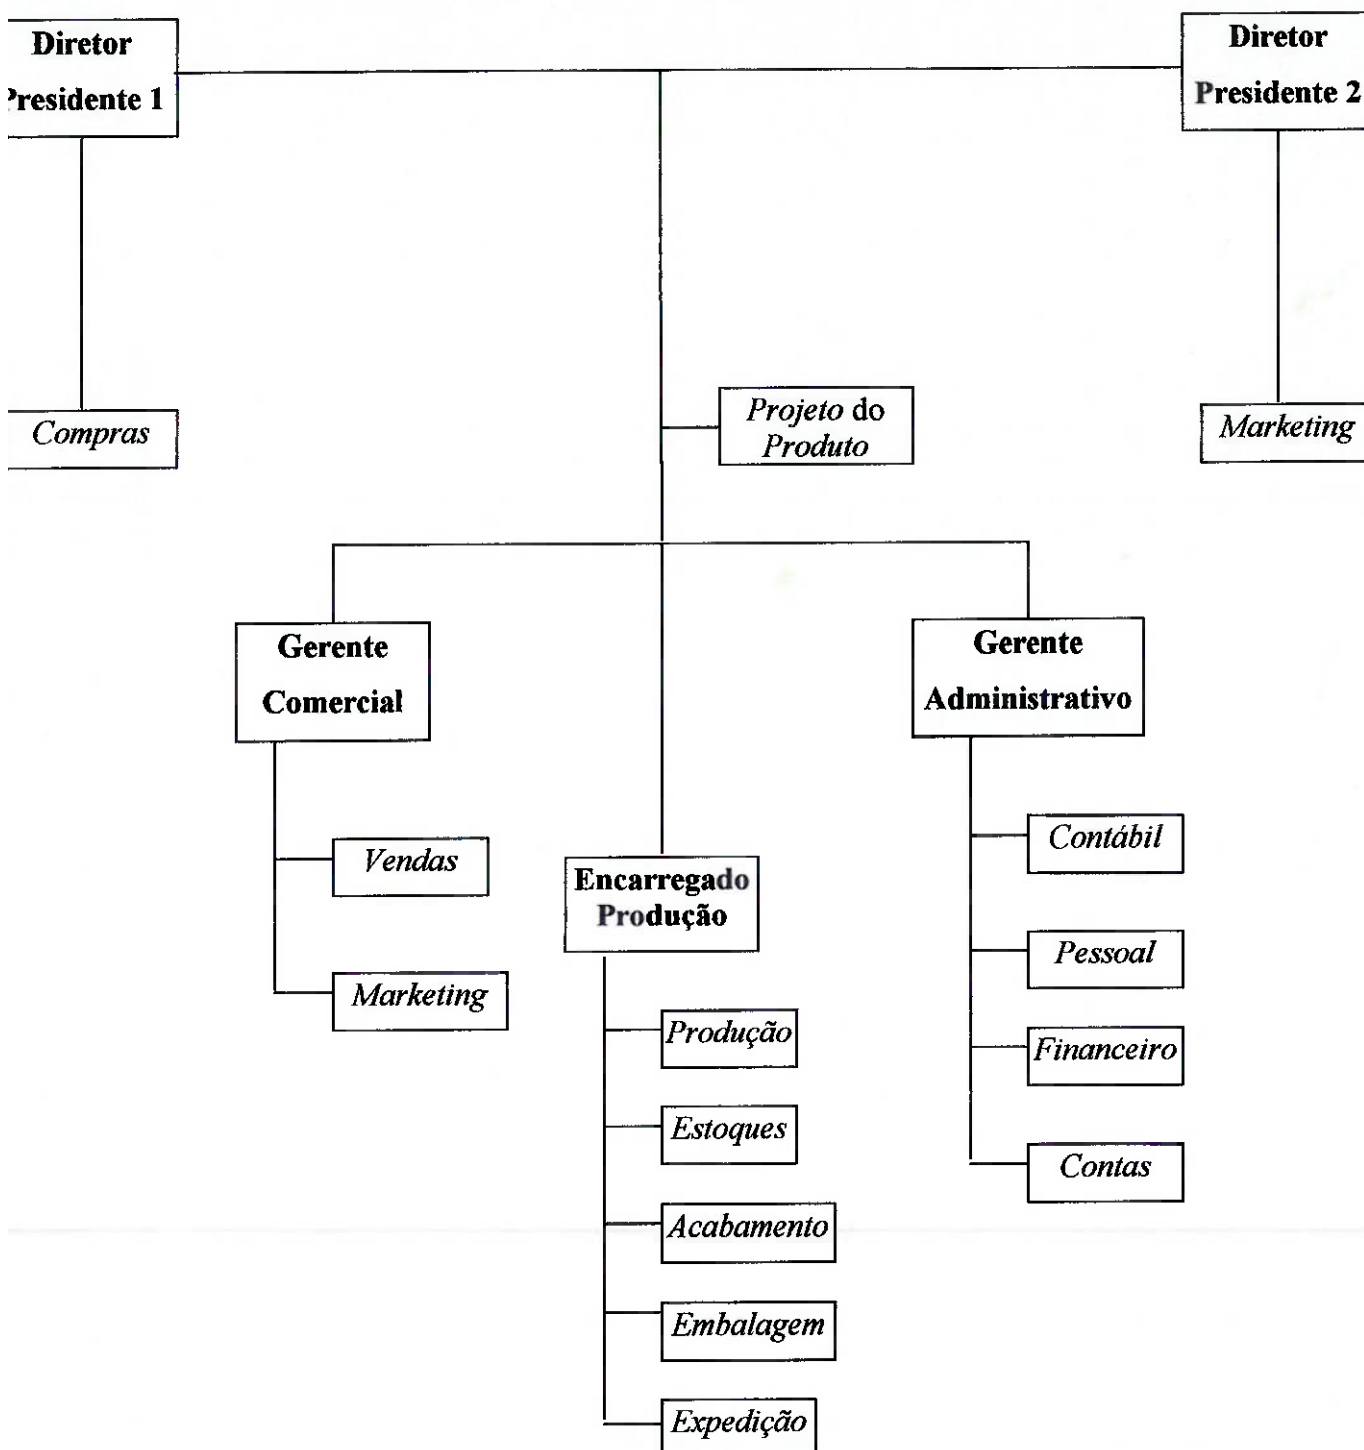 Diretor
Presidente 1
Diretor
Presidente 2
Compras
Projeto do
Produto
Marketing
Gerente
Comercial
Gerente
Administrativo
Vendas
Marketing
Encarregado
Produção
Produção
Estoques
Acabamento
Embalagem
Expedição
Contábil
Pessoal
Financeiro
Contas